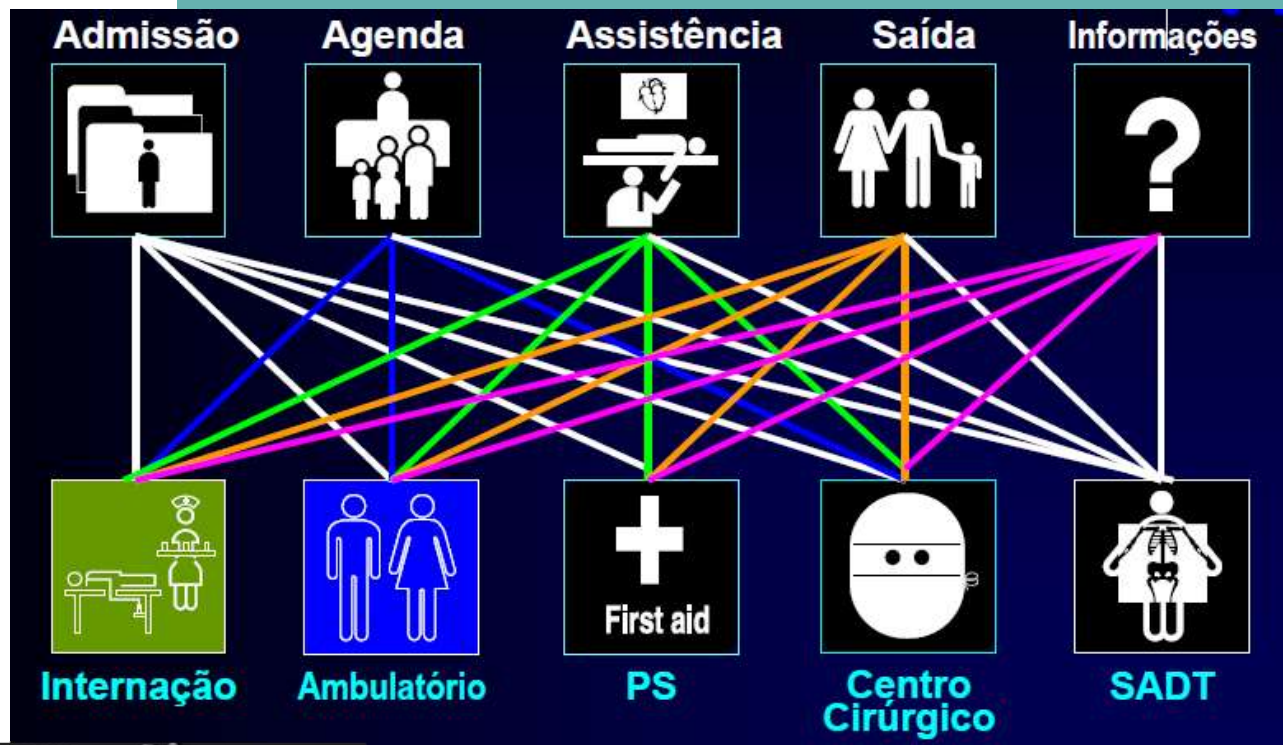 Admissão
Agenda
Assistência
Saída
Informações
?
First aid
Internação
Ambulatório
PS
Centro
Cirúrgico
SADT